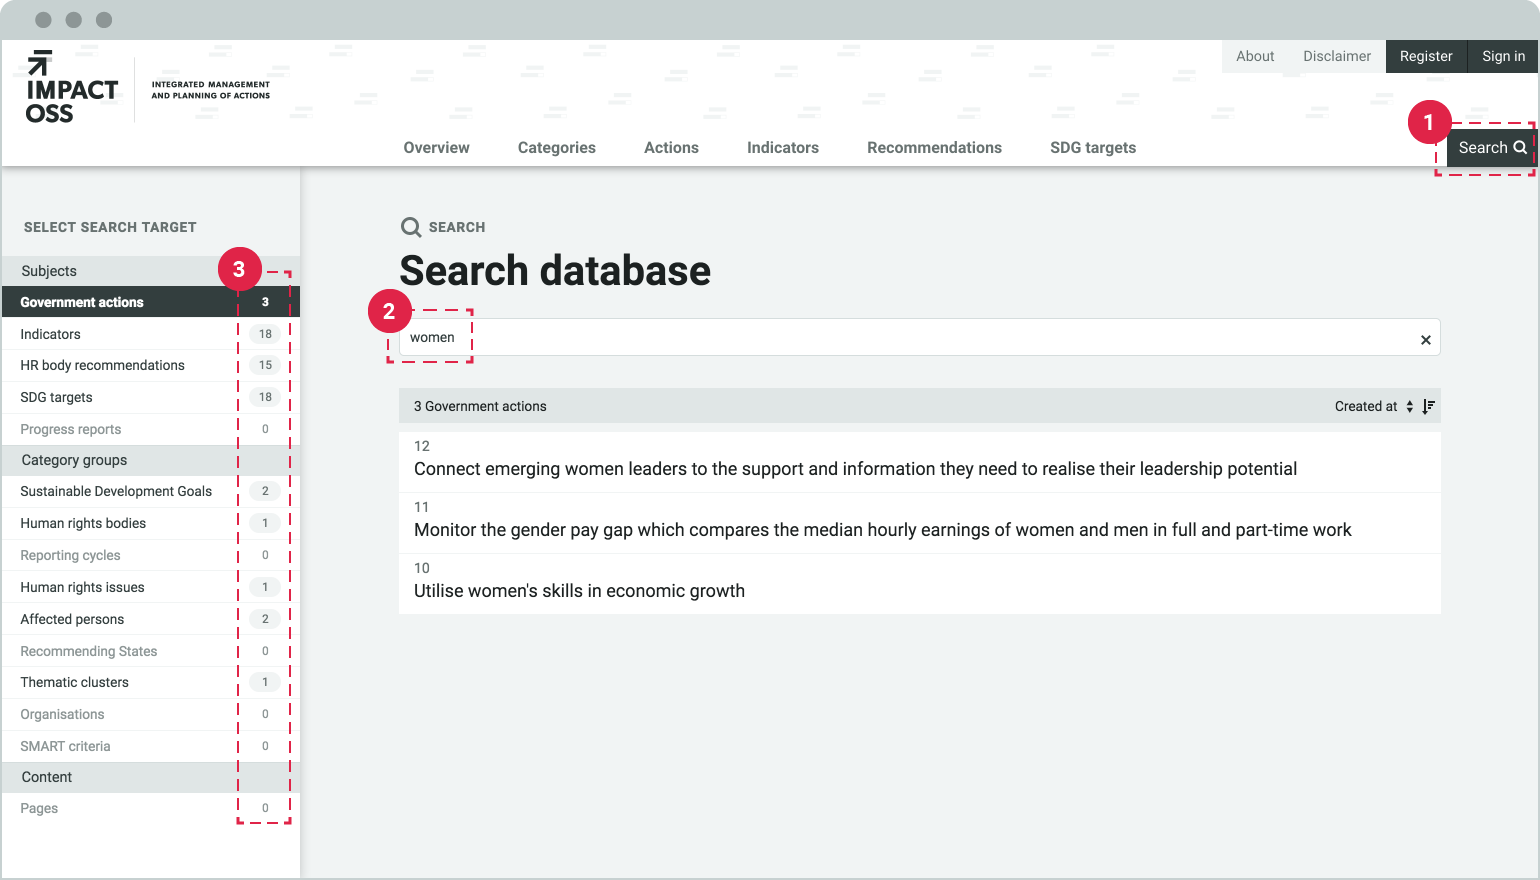 IMPACT
OSS
INTEGRATED MANAGEMENT
AND PLANNING OF ACTIONS
About
Disclaimer
Register
Sign in
Overview
Categories
Actions
Indicators
Recommendations
SDG targets
1
Search
SELECT SEARCH TARGET
3
Subjects
Government actions 3
Indicators 18
HR body recommendations 15
SDG targets 18
Progress reports 0
Category groups
Sustainable Development Goals 2
Human rights bodies 1
Reporting cycles 0
Human rights issues 1
Affected persons 2
Recommending States 0
Thematic clusters 1
Organisations 0
SMART criteria 0
Content
Pages 0
SEARCH
Search database
2
women
3 Government actions
Created at
12
Connect emerging women leaders to the support and information they need to realise their leadership potential
11
Monitor the gender pay gap which compares the median hourly earnings of women and men in full and part-time work
10
Utilise women's skills in economic growth